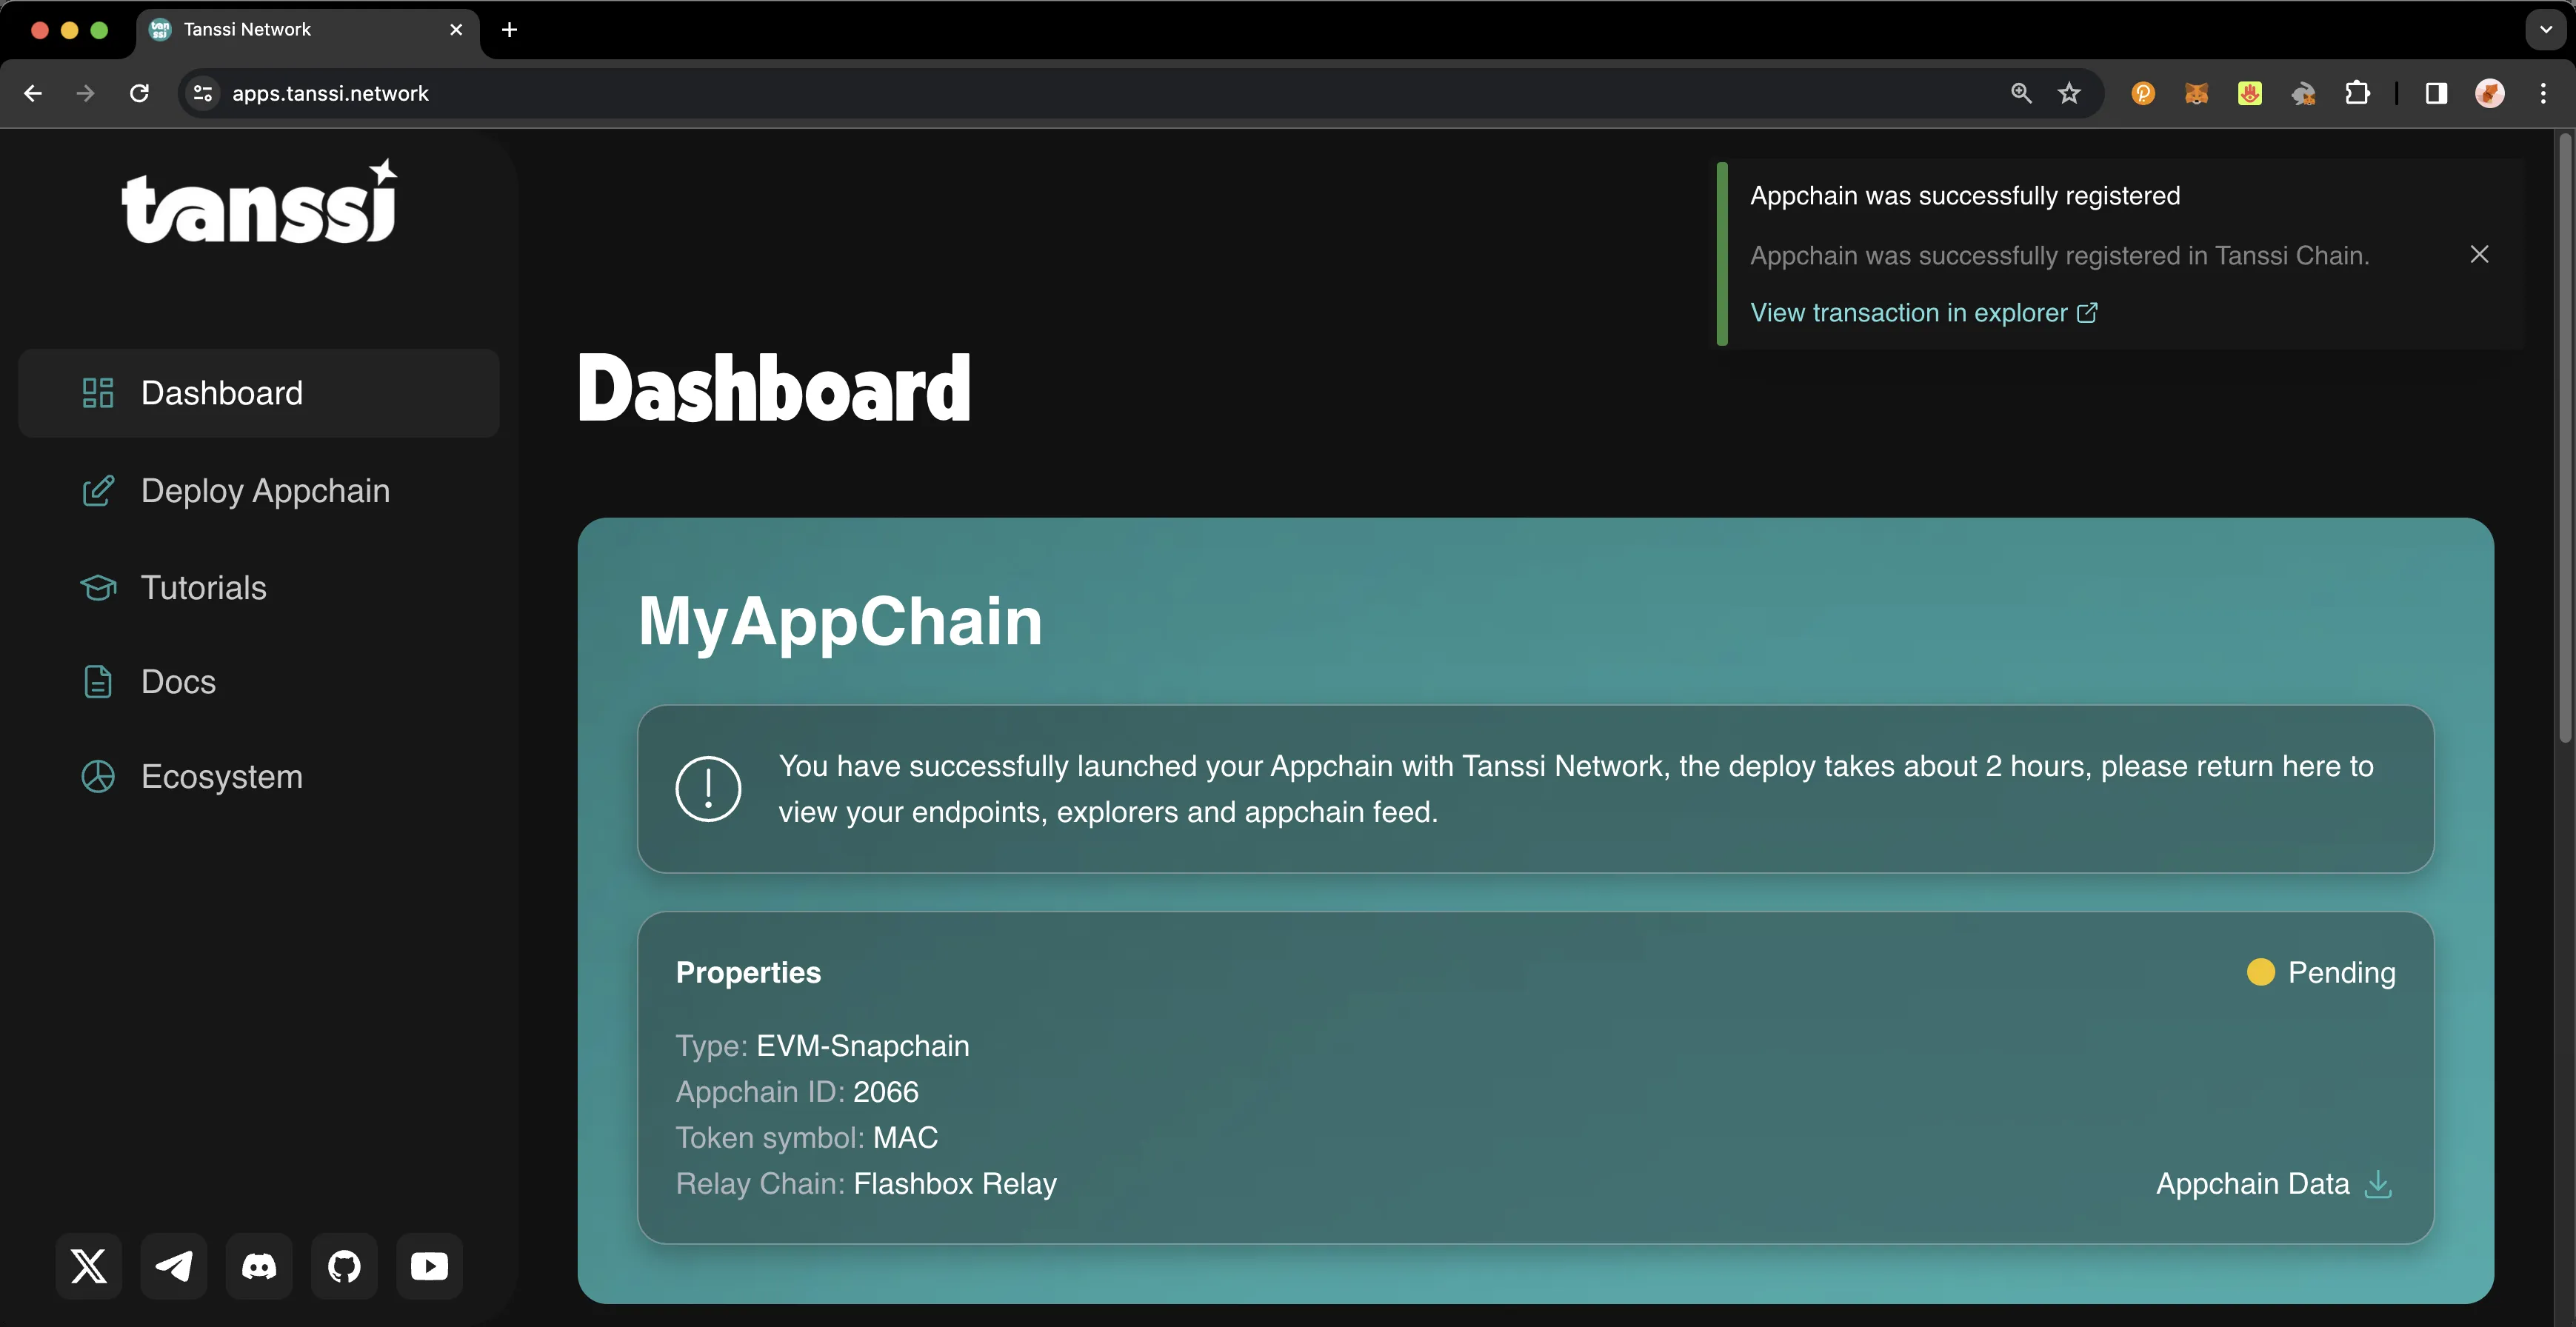 Tanssi Network
apps.tanssi.network
tanssi
Dashboard
Deploy Appchain
Tutorials
Docs
Ecosystem
Appchain was successfully registered
Appchain was successfully registered in Tanssi Chain.
View transaction in explorer
Dashboard
MyAppChain
You have successfully launched your Appchain with Tanssi Network, the deploy takes about 2 hours, please return here to
view your endpoints, explorers and appchain feed.
Properties
Pending
Type: EVM-Snapchain
Appchain ID: 2066
Token symbol: MAC
Relay Chain: Flashbox Relay
Appchain Data